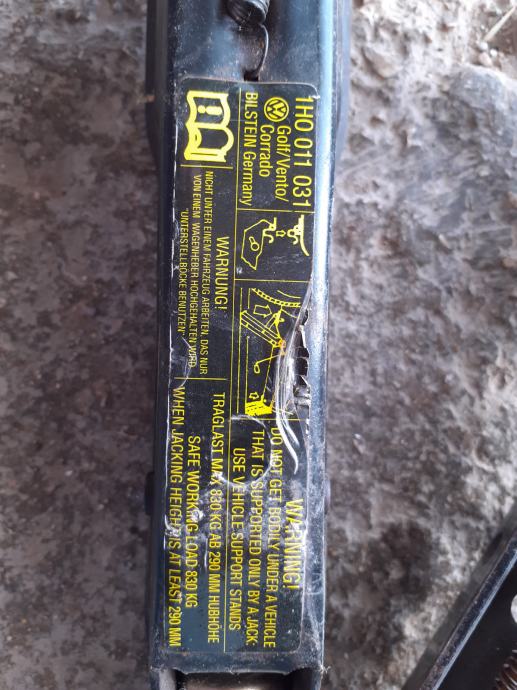 1H0 011 031
Golf/Vento/
Corrado
BILSTEIN Germany
WARNUNG!
NICHT UNTER EINEM FAHRZEUG ARBEITEN, DAS NUR
VON EINEM WAGENHEBER HOCHGEHALTEN WIRD.
"UNTERSTELLBÖCKE BENUTZEN"
WARNING!
DO NOT GET BODILY UNDER A VEHICLE
THAT IS SUPPORTED ONLY BY A JACK:
USE VEHICLE SUPPORT STANDS
TRAGLAST MAX 830 KG AB 290 MM HUBHÖHE
SAFE WORKING LOAD 830 KG
WHEN JACKING HEIGHT IS AT LEAST 290 MM